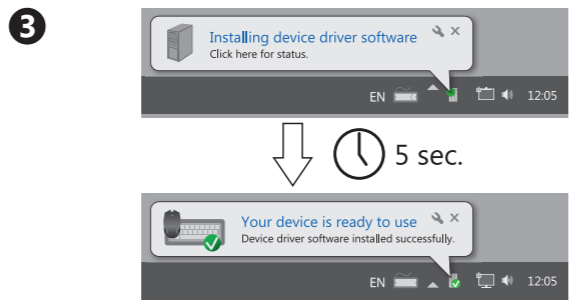 3
Installing device driver software
Click here for status.
EN 12:05
5 sec.
Your device is ready to use
Device driver software installed successfully.
EN 12:05